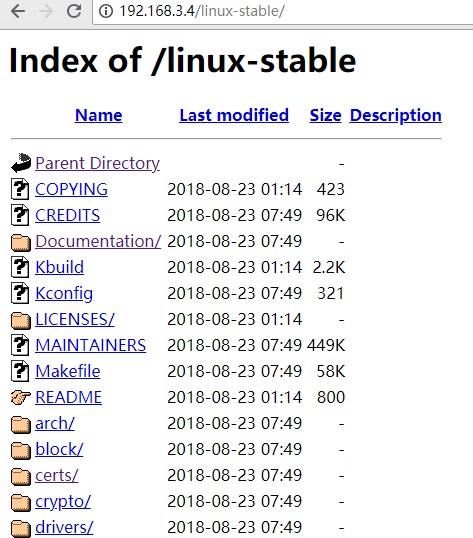 192.168.3.4/linux-stable/
Index of /linux-stable
Name Last modified Size Description
Parent Directory -
COPYING 2018-08-23 01:14 423
CREDITS 2018-08-23 07:49 96K
Documentation/ 2018-08-23 07:49 -
Kbuild 2018-08-23 01:14 2.2K
Kconfig 2018-08-23 07:49 321
LICENSES/ 2018-08-23 01:14 -
MAINTAINERS 2018-08-23 07:49 449K
Makefile 2018-08-23 07:49 58K
README 2018-08-23 01:14 800
arch/ 2018-08-23 07:49 -
block/ 2018-08-23 07:49 -
certs/ 2018-08-23 07:49 -
crypto/ 2018-08-23 07:49 -
drivers/ 2018-08-23 07:49 -